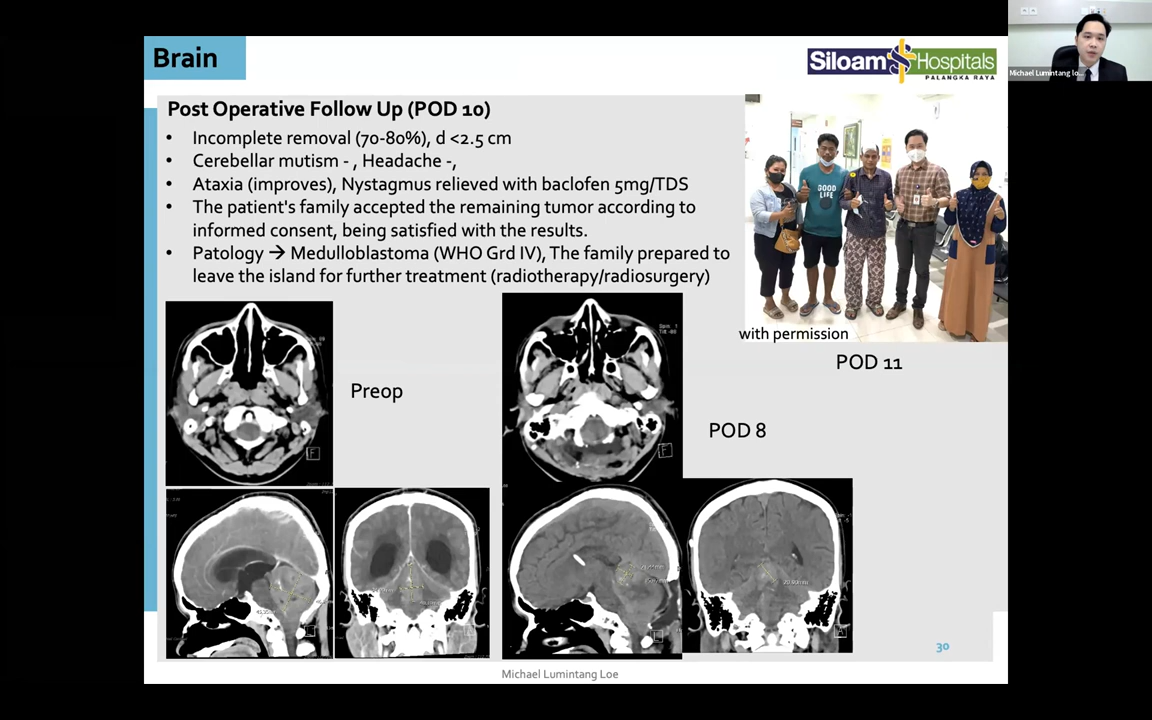 Brain
Siloam Hospitals
PALANGKA RAYA
Michael Lumintang lo...
Post Operative Follow Up (POD 10)
• Incomplete removal (70-80%), d <2.5 cm
• Cerebellar mutism - , Headache -,
• Ataxia (improves), Nystagmus relieved with baclofen 5mg/TDS
• The patient's family accepted the remaining tumor according to
informed consent, being satisfied with the results.
• Patology → Medulloblastoma (WHO Grd IV), The family prepared to
leave the island for further treatment (radiotherapy/radiosurgery)
GOOD
LIFE
with permission
POD 11
Preop
F
F
POD 8
30
Michael Lumintang Loe